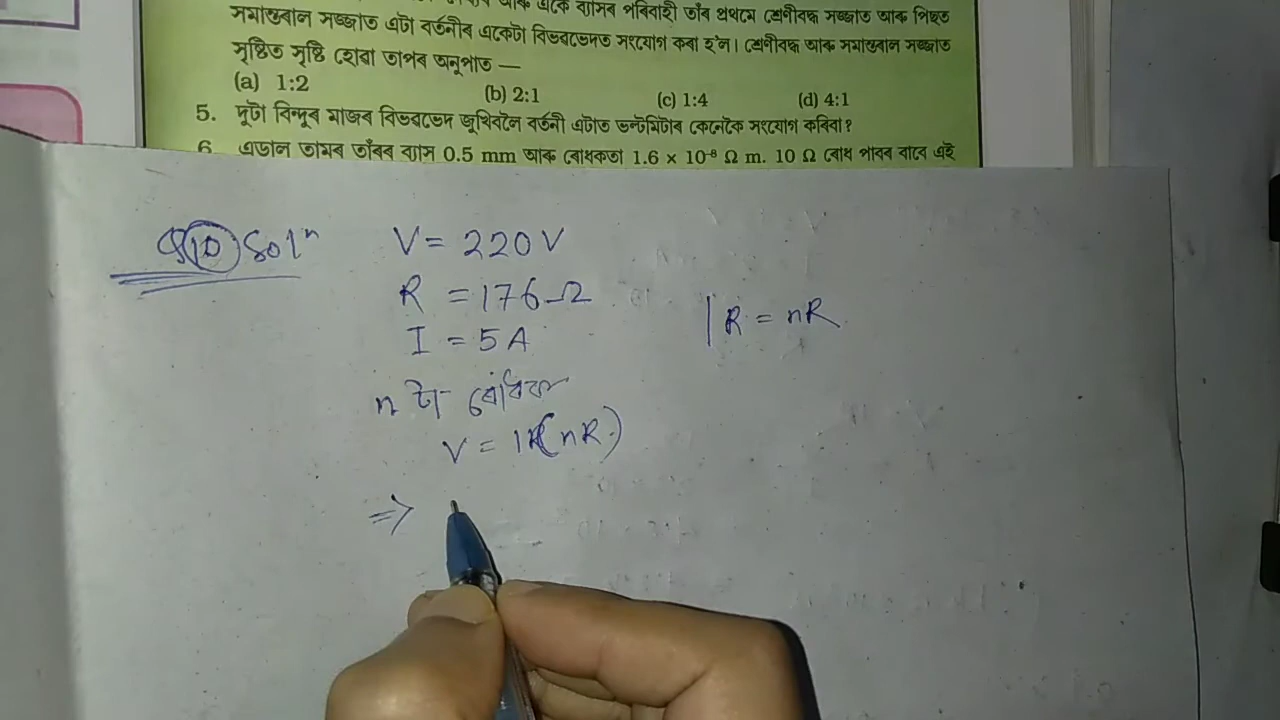 সমান্তৰাল সজ্জাত এটা বৰ্তনীৰ একেটা বিভৱভেদত সংযোগ কৰা হ'ল। শ্ৰেণীবদ্ধ আৰু সমান্তৰাল সজ্জাত
সৃষ্টিত সৃষ্টি হোৱা তাপৰ অনুপাত —
(a) 1:2 (b) 2:1 (c) 1:4 (d) 4:1
5. দুটা বিন্দুৰ মাজৰ বিভৱভেদ জুখিবলৈ বৰ্তনী এটাত ভল্টমিটাৰ কেনেকৈ সংযোগ কৰিবা?
6. এডাল তামৰ তাঁৰৰ ব্যাস 0.5 mm আৰু ৰোধকতা 1.6 × 10⁻⁸ Ω m. 10 Ω ৰোধ পাবৰ বাবে এই
Q10 Solⁿ V = 220 V
R = 176 Ω
I = 5 A
R = nR
n টা ৰোধক
V = I(nR)
⇒